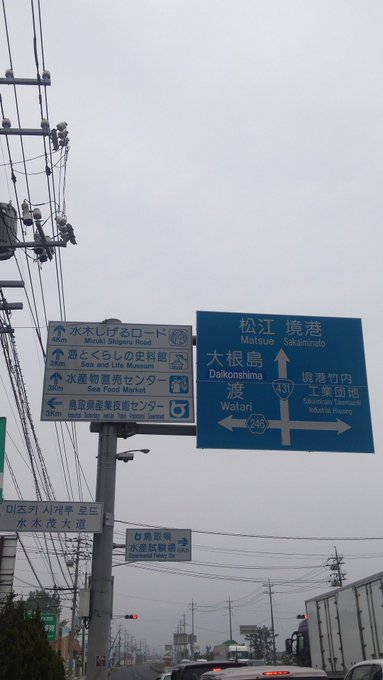 水木しげるロード
4Km
Mizuki Shigeru Road
海とくらしの史料館
3Km
Sea and Life Museum
水産物直売センター
3Km
Sea Food Market
鳥取県産業技術センター
3Km
松江 境港
Matsue Sakaiminato
大根島
Daikonshima
渡
Watari
431
246
境港竹内
工業団地
Sakaiminato Takenouchi
Industrial Housing
미즈키 시게루 로드
水木茂大道
鳥取県
水産試験場
Experimental Fishery Site